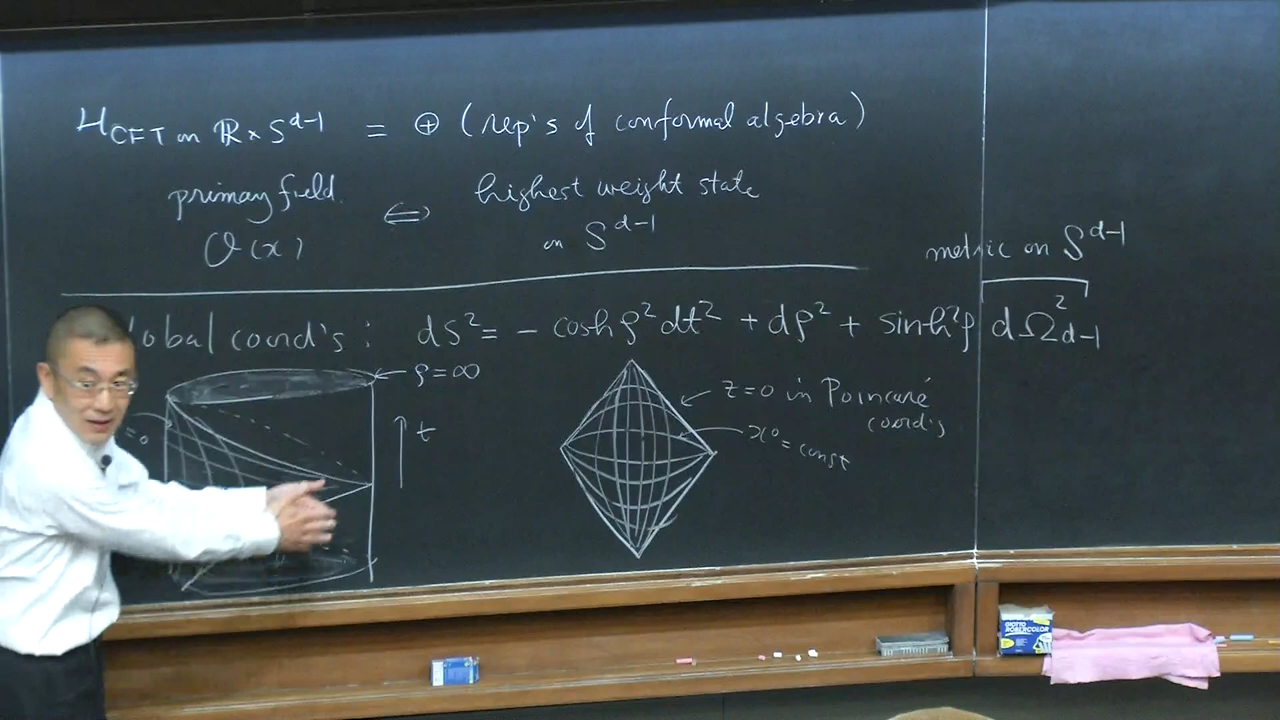 H_CFT on ℝ×S^{d-1} = ⊕ (rep's of conformal algebra)
primary field ⟺ highest weight state
O(x) on S^{d-1}
metric on S^{d-1}
lobal coord's : ds² = - cosh ρ² dt² + dρ² + sinh²ρ dΩ²_{d-1}
← ρ=∞
↑ t
← z=0 in Poincaré
coord's
x⁰ = const